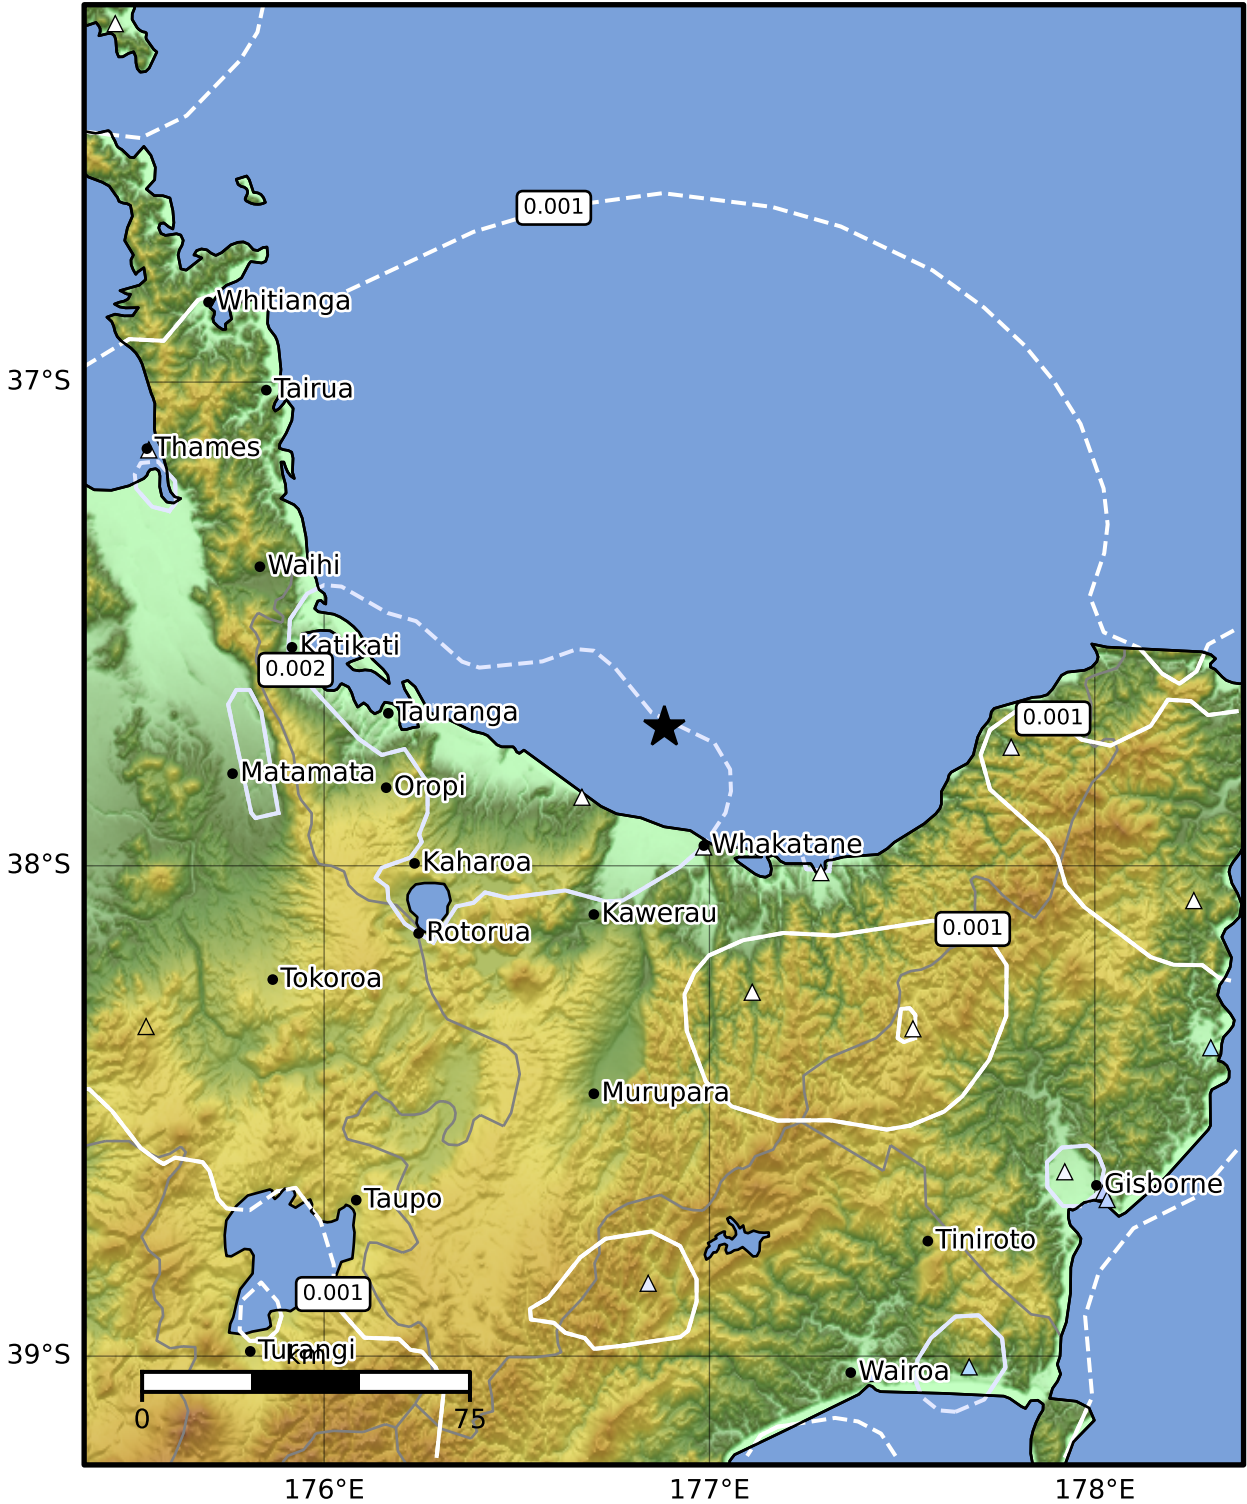 0.001
Whitianga
37°S
Tairua
Thames
Waihi
Katikati
0.002
Tauranga
0.001
Matamata
Oropi
Whakatane
38°S
Kaharoa
Kawerau
0.001
Rotorua
Tokoroa
Murupara
Gisborne
Taupo
Tiniroto
0.001
Turangi
km
39°S
Wairoa
0
75
176°E
177°E
178°E